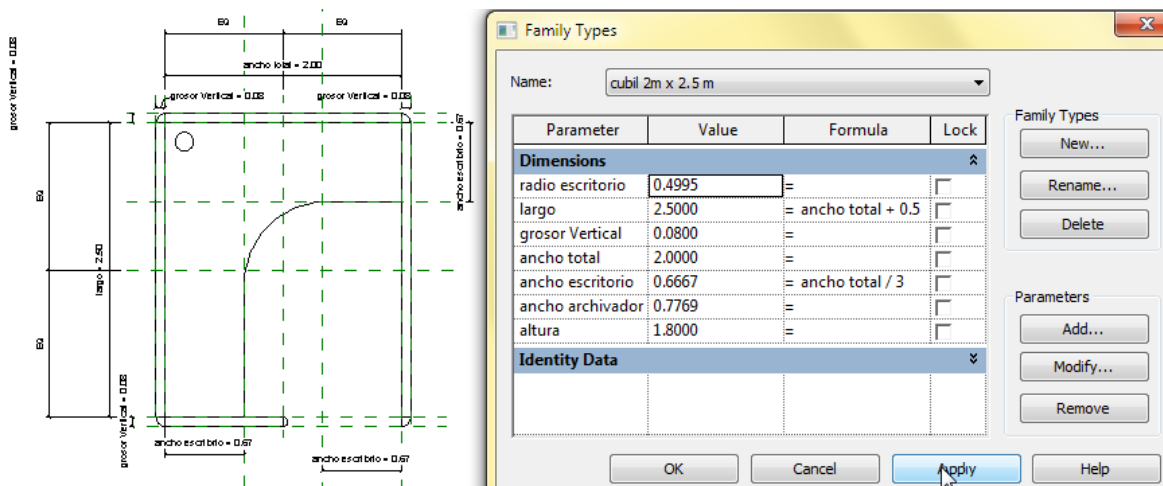 EQ EQ
ancho total = 2.00
grosor Vertical = 0.08
grosor Vertical = 0.08 grosor Vertical = 0.08
ancho escritorio = 0.67
EQ
largo = 2.50
EQ
grosor Vertical = 0.08
ancho escritorio = 0.67
ancho escritorio = 0.67
Family Types
Name: cubil 2m x 2.5 m
Parameter Value Formula Lock
Dimensions
radio escritorio 0.4995 =
largo 2.5000 = ancho total + 0.5
grosor Vertical 0.0800 =
ancho total 2.0000 =
ancho escritorio 0.6667 = ancho total / 3
ancho archivador 0.7769 =
altura 1.8000 =
Identity Data
Family Types
New...
Rename...
Delete
Parameters
Add...
Modify...
Remove
OK Cancel Apply Help